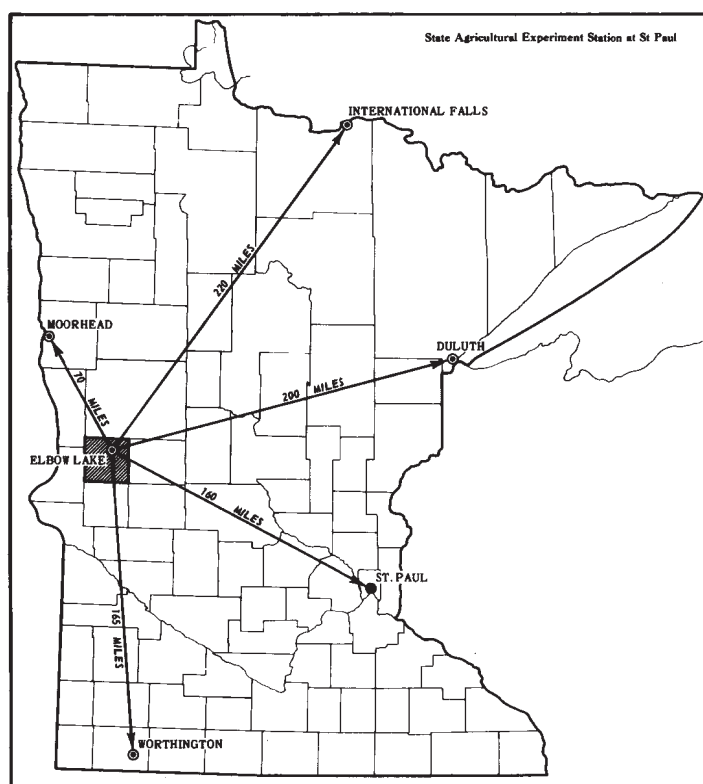 State Agricultural Experiment Station at St Paul
INTERNATIONAL FALLS
220 MILES
MOORHEAD
DULUTH
70 MILES
200 MILES
ELBOW LAKE
160 MILES
ST. PAUL
165 MILES
WORTHINGTON